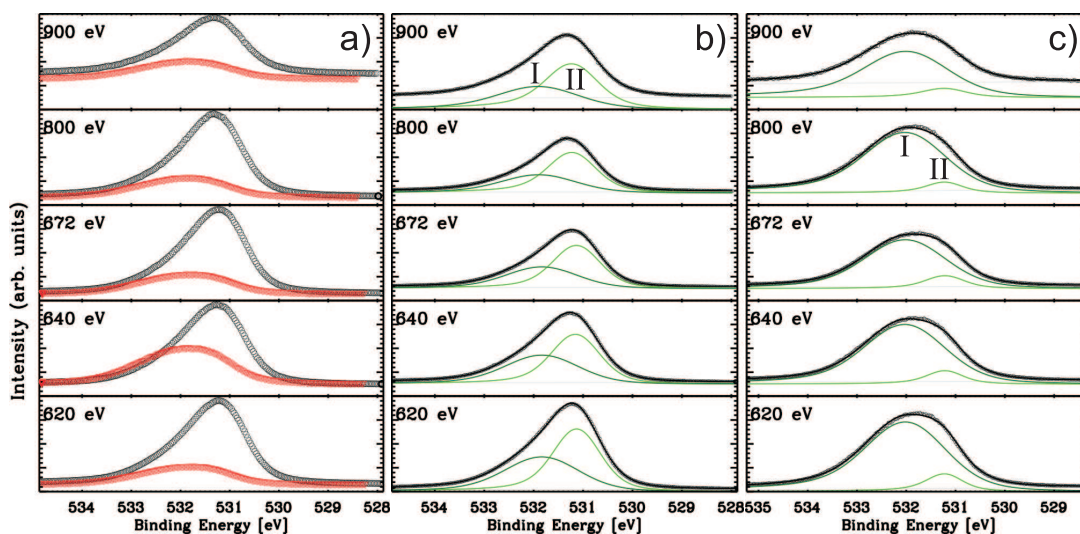 Intensity (arb. units)
a)
900 eV
800 eV
672 eV
640 eV
620 eV
534 533 532 531 530 529 528
Binding Energy [eV]
b)
900 eV
I II
800 eV
672 eV
640 eV
620 eV
534 533 532 531 530 529 528
Binding Energy [eV]
c)
900 eV
800 eV
I
II
672 eV
640 eV
620 eV
535 534 533 532 531 530 529
Binding Energy [eV]